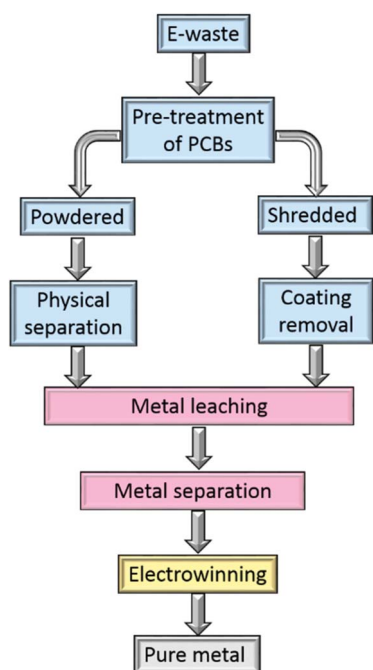 E-waste
Pre-treatment
of PCBs
Powdered
Shredded
Physical
separation
Coating
removal
Metal leaching
Metal separation
Electrowinning
Pure metal